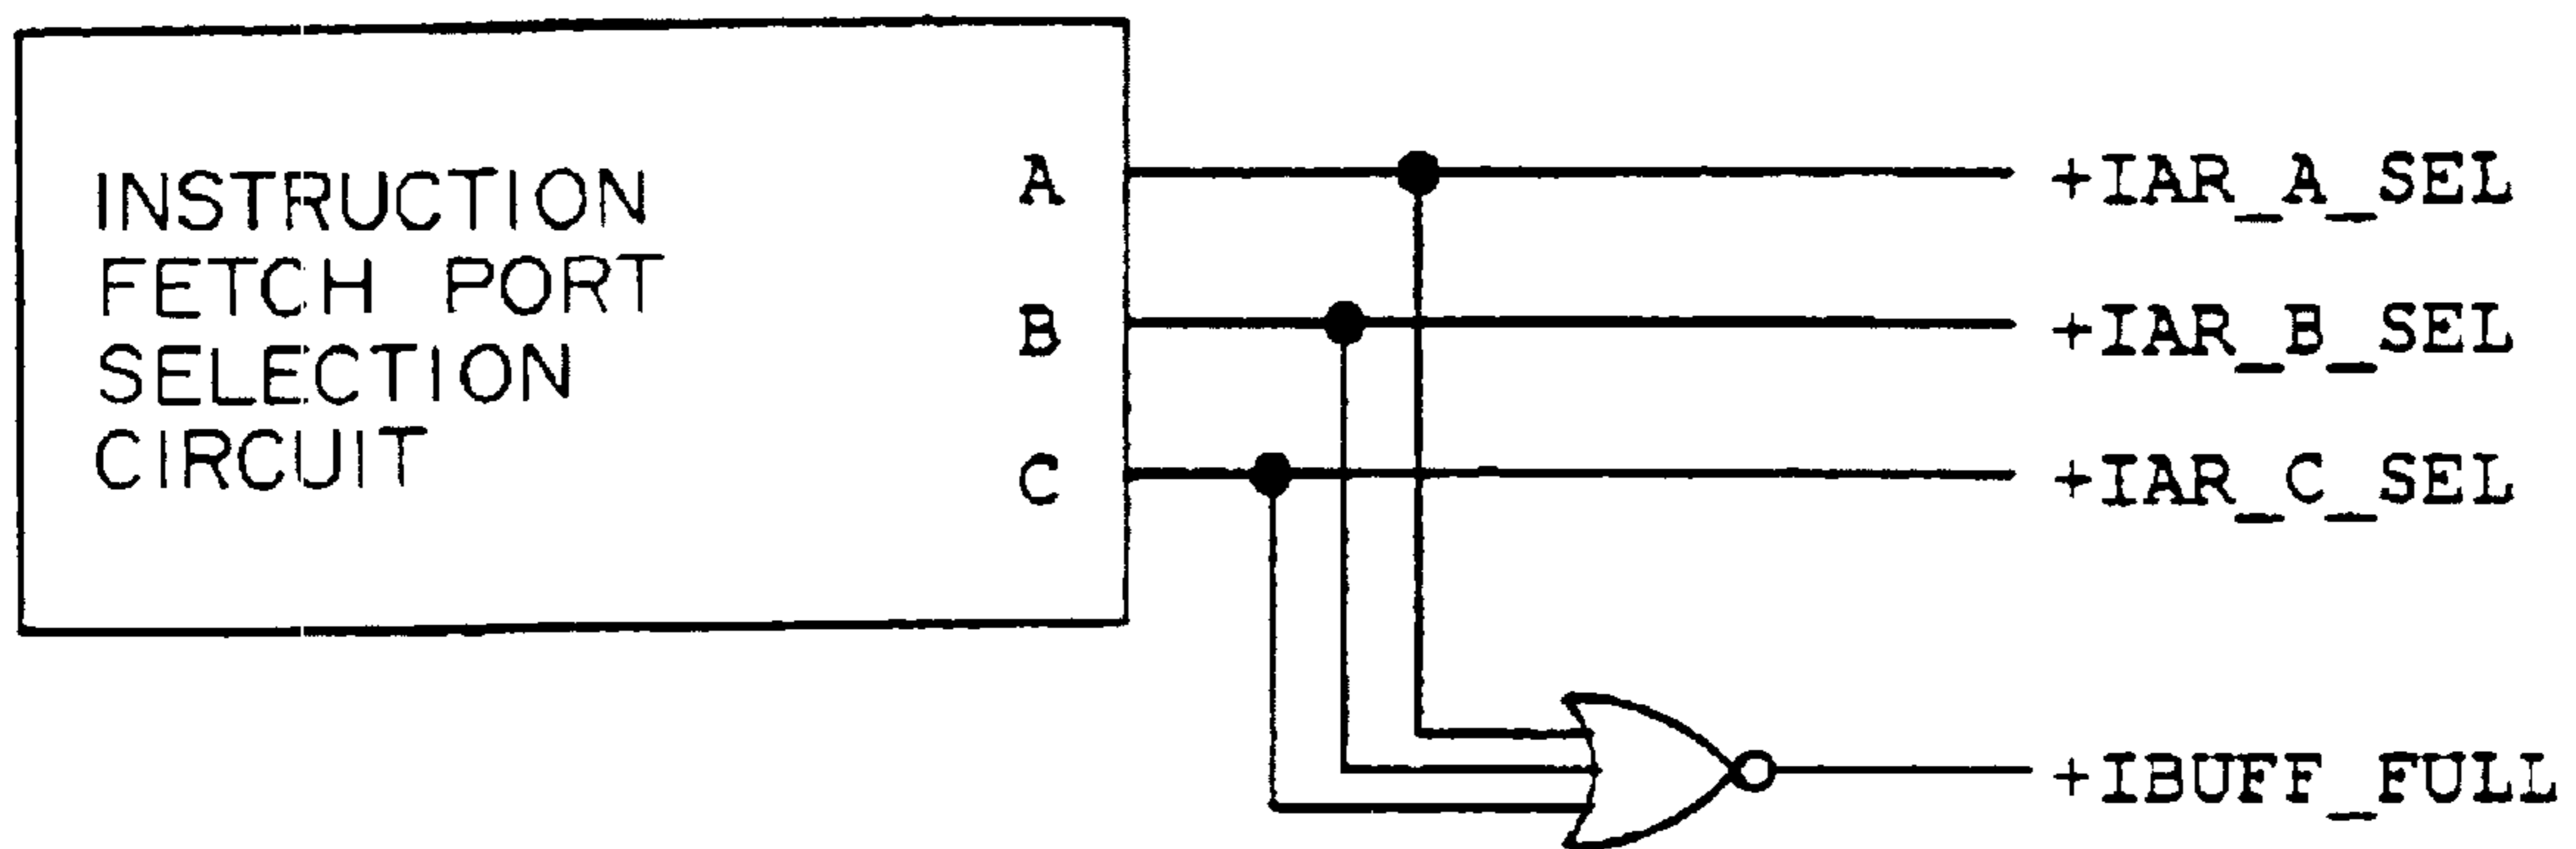 INSTRUCTION
FETCH PORT
SELECTION
CIRCUIT
A
B
C
+IAR_A_SEL
+IAR_B_SEL
+IAR_C_SEL
+IBUFF_FULL